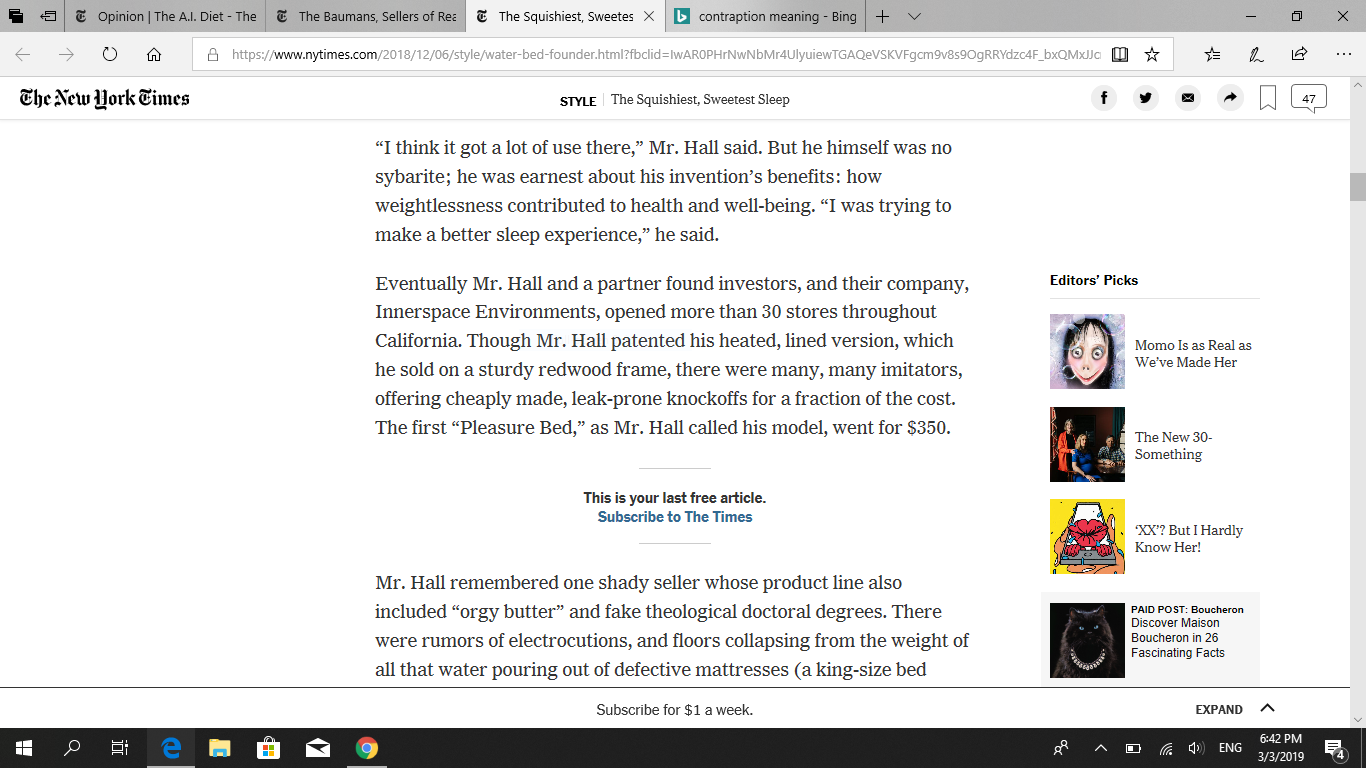 Opinion | The A.I. Diet - The
The Baumans, Sellers of Rea
The Squishiest, Sweetes
contraption meaning - Bing
https://www.nytimes.com/2018/12/06/style/water-bed-founder.html?fbclid=IwAR0PHrNwNbMr4UlyuiewTGAQeVSKVFgcm9v8s9OgRRYdzc4F_bxQMxJJc
The New York Times
STYLE | The Squishiest, Sweetest Sleep
47
“I think it got a lot of use there,” Mr. Hall said. But he himself was no
sybarite; he was earnest about his invention’s benefits: how
weightlessness contributed to health and well-being. “I was trying to
make a better sleep experience,” he said.
Eventually Mr. Hall and a partner found investors, and their company,
Innerspace Environments, opened more than 30 stores throughout
California. Though Mr. Hall patented his heated, lined version, which
he sold on a sturdy redwood frame, there were many, many imitators,
offering cheaply made, leak-prone knockoffs for a fraction of the cost.
The first “Pleasure Bed,” as Mr. Hall called his model, went for $350.
This is your last free article.
Subscribe to The Times
Mr. Hall remembered one shady seller whose product line also
included “orgy butter” and fake theological doctoral degrees. There
were rumors of electrocutions, and floors collapsing from the weight of
all that water pouring out of defective mattresses (a king-size bed
Editors’ Picks
Momo Is as Real as
We’ve Made Her
The New 30-
Something
‘XX’? But I Hardly
Know Her!
PAID POST: Boucheron
Discover Maison
Boucheron in 26
Fascinating Facts
Subscribe for $1 a week.
EXPAND
ENG
6:42 PM
3/3/2019
4